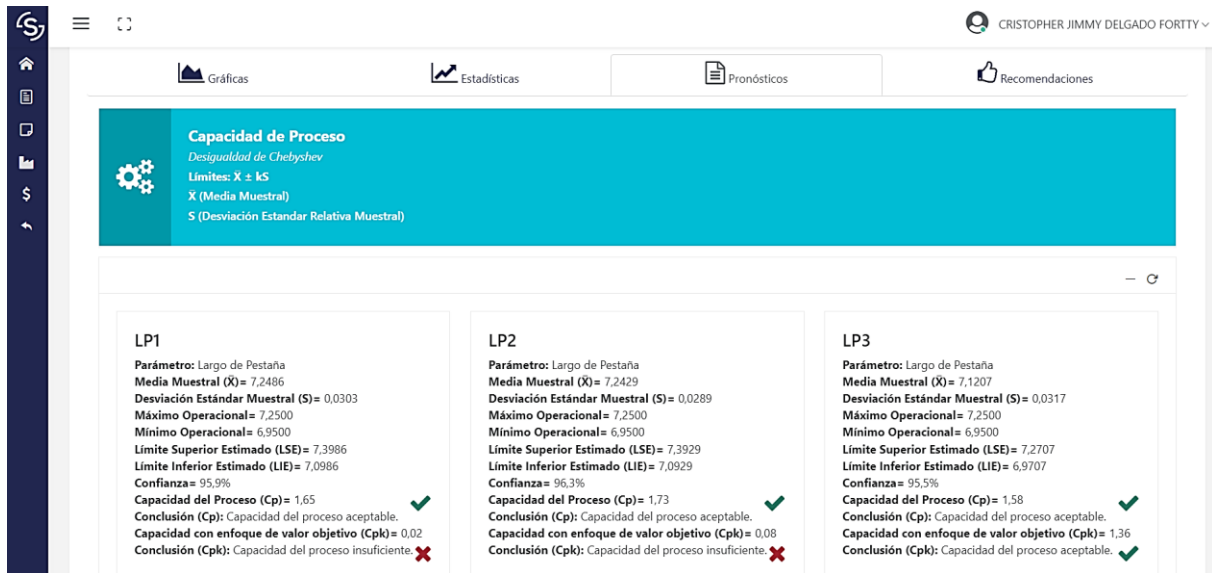 CRISTOPHER JIMMY DELGADO FORTTY
Gráficas
Estadísticas
Pronósticos
Recomendaciones
Capacidad de Proceso
Desigualdad de Chebyshev
Límites: X̄ ± kS
X̄ (Media Muestral)
S (Desviación Estandar Relativa Muestral)
LP1
Parámetro: Largo de Pestaña
Media Muestral (X̄)= 7,2486
Desviación Estándar Muestral (S)= 0,0303
Máximo Operacional= 7,2500
Mínimo Operacional= 6,9500
Límite Superior Estimado (LSE)= 7,3986
Límite Inferior Estimado (LIE)= 7,0986
Confianza= 95,9%
Capacidad del Proceso (Cp)= 1,65
Conclusión (Cp): Capacidad del proceso aceptable.
Capacidad con enfoque de valor objetivo (Cpk)= 0,02
Conclusión (Cpk): Capacidad del proceso insuficiente.
LP2
Parámetro: Largo de Pestaña
Media Muestral (X̄)= 7,2429
Desviación Estándar Muestral (S)= 0,0289
Máximo Operacional= 7,2500
Mínimo Operacional= 6,9500
Límite Superior Estimado (LSE)= 7,3929
Límite Inferior Estimado (LIE)= 7,0929
Confianza= 96,3%
Capacidad del Proceso (Cp)= 1,73
Conclusión (Cp): Capacidad del proceso aceptable.
Capacidad con enfoque de valor objetivo (Cpk)= 0,08
Conclusión (Cpk): Capacidad del proceso insuficiente.
LP3
Parámetro: Largo de Pestaña
Media Muestral (X̄)= 7,1207
Desviación Estándar Muestral (S)= 0,0317
Máximo Operacional= 7,2500
Mínimo Operacional= 6,9500
Límite Superior Estimado (LSE)= 7,2707
Límite Inferior Estimado (LIE)= 6,9707
Confianza= 95,5%
Capacidad del Proceso (Cp)= 1,58
Conclusión (Cp): Capacidad del proceso aceptable.
Capacidad con enfoque de valor objetivo (Cpk)= 1,36
Conclusión (Cpk): Capacidad del proceso aceptable.